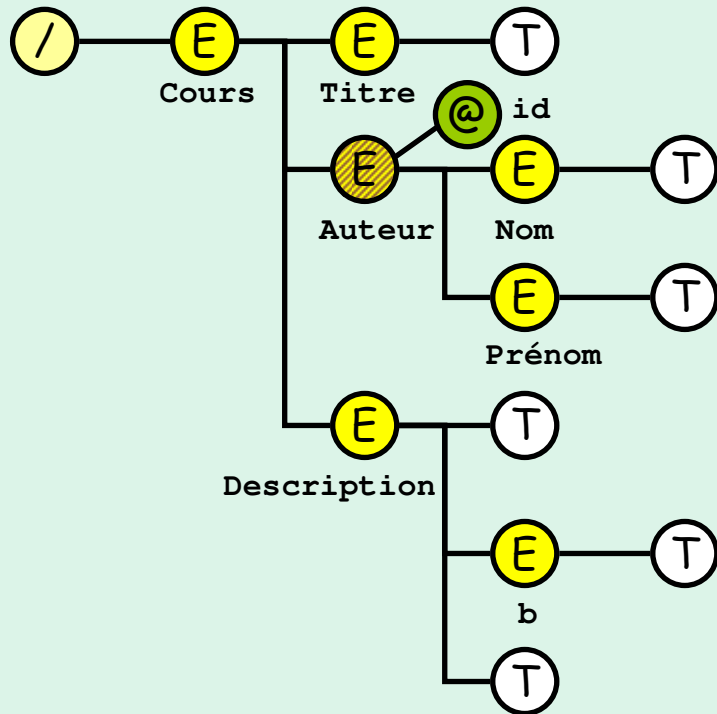 / E E T
Cours Titre
@ id
E E T
Auteur Nom
E T
Prénom
E T
Description
E T
b
T